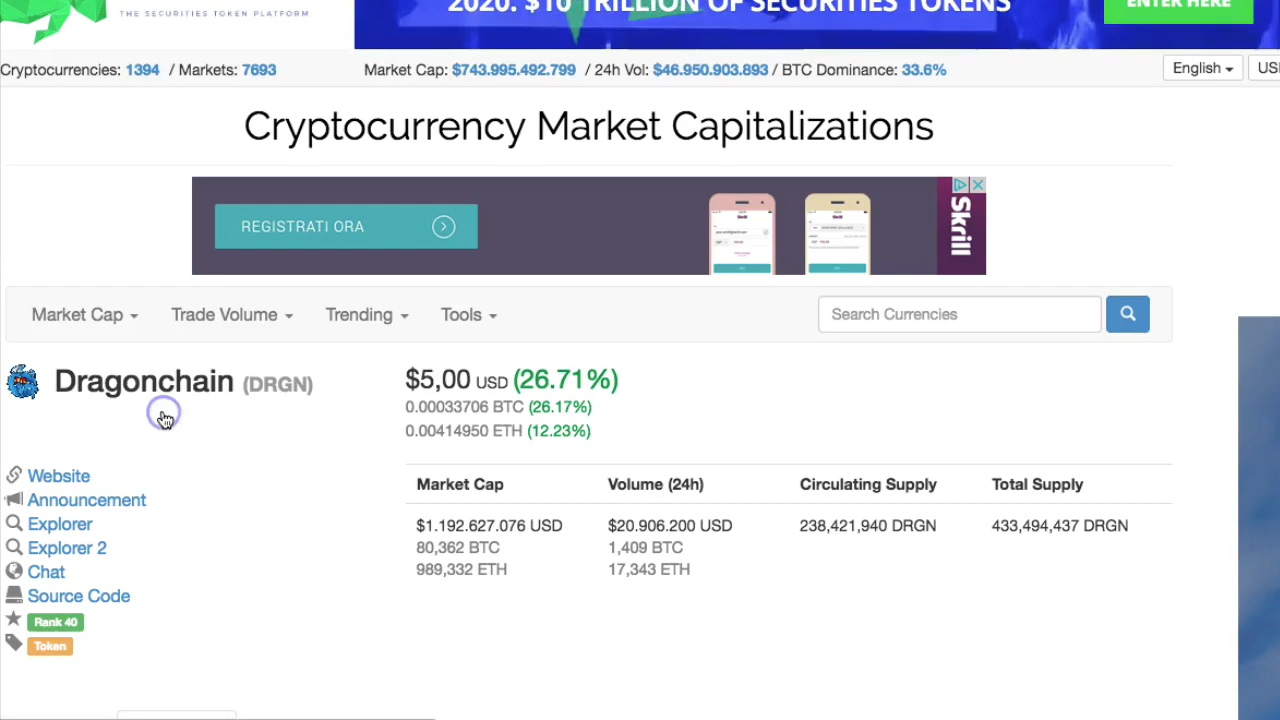 THE SECURITIES TOKEN PLATFORM
2020. $10 TRILLION OF SECURITIES TOKENS
ENTER HERE
Cryptocurrencies: 1394 / Markets: 7693
Market Cap: $743.995.492.799 / 24h Vol: $46.950.903.893 / BTC Dominance: 33.6%
English
Cryptocurrency Market Capitalizations
REGISTRATI ORA
Skrill
Market Cap
Trade Volume
Trending
Tools
Search Currencies
Dragonchain (DRGN)
$5,00 USD (26.71%)
0.00033706 BTC (26.17%)
0.00414950 ETH (12.23%)
Website
Announcement
Explorer
Explorer 2
Chat
Source Code
Rank 40
Token
Market Cap Volume (24h) Circulating Supply Total Supply
$1.192.627.076 USD $20.906.200 USD 238,421,940 DRGN 433,494,437 DRGN
80,362 BTC 1,409 BTC
989,332 ETH 17,343 ETH